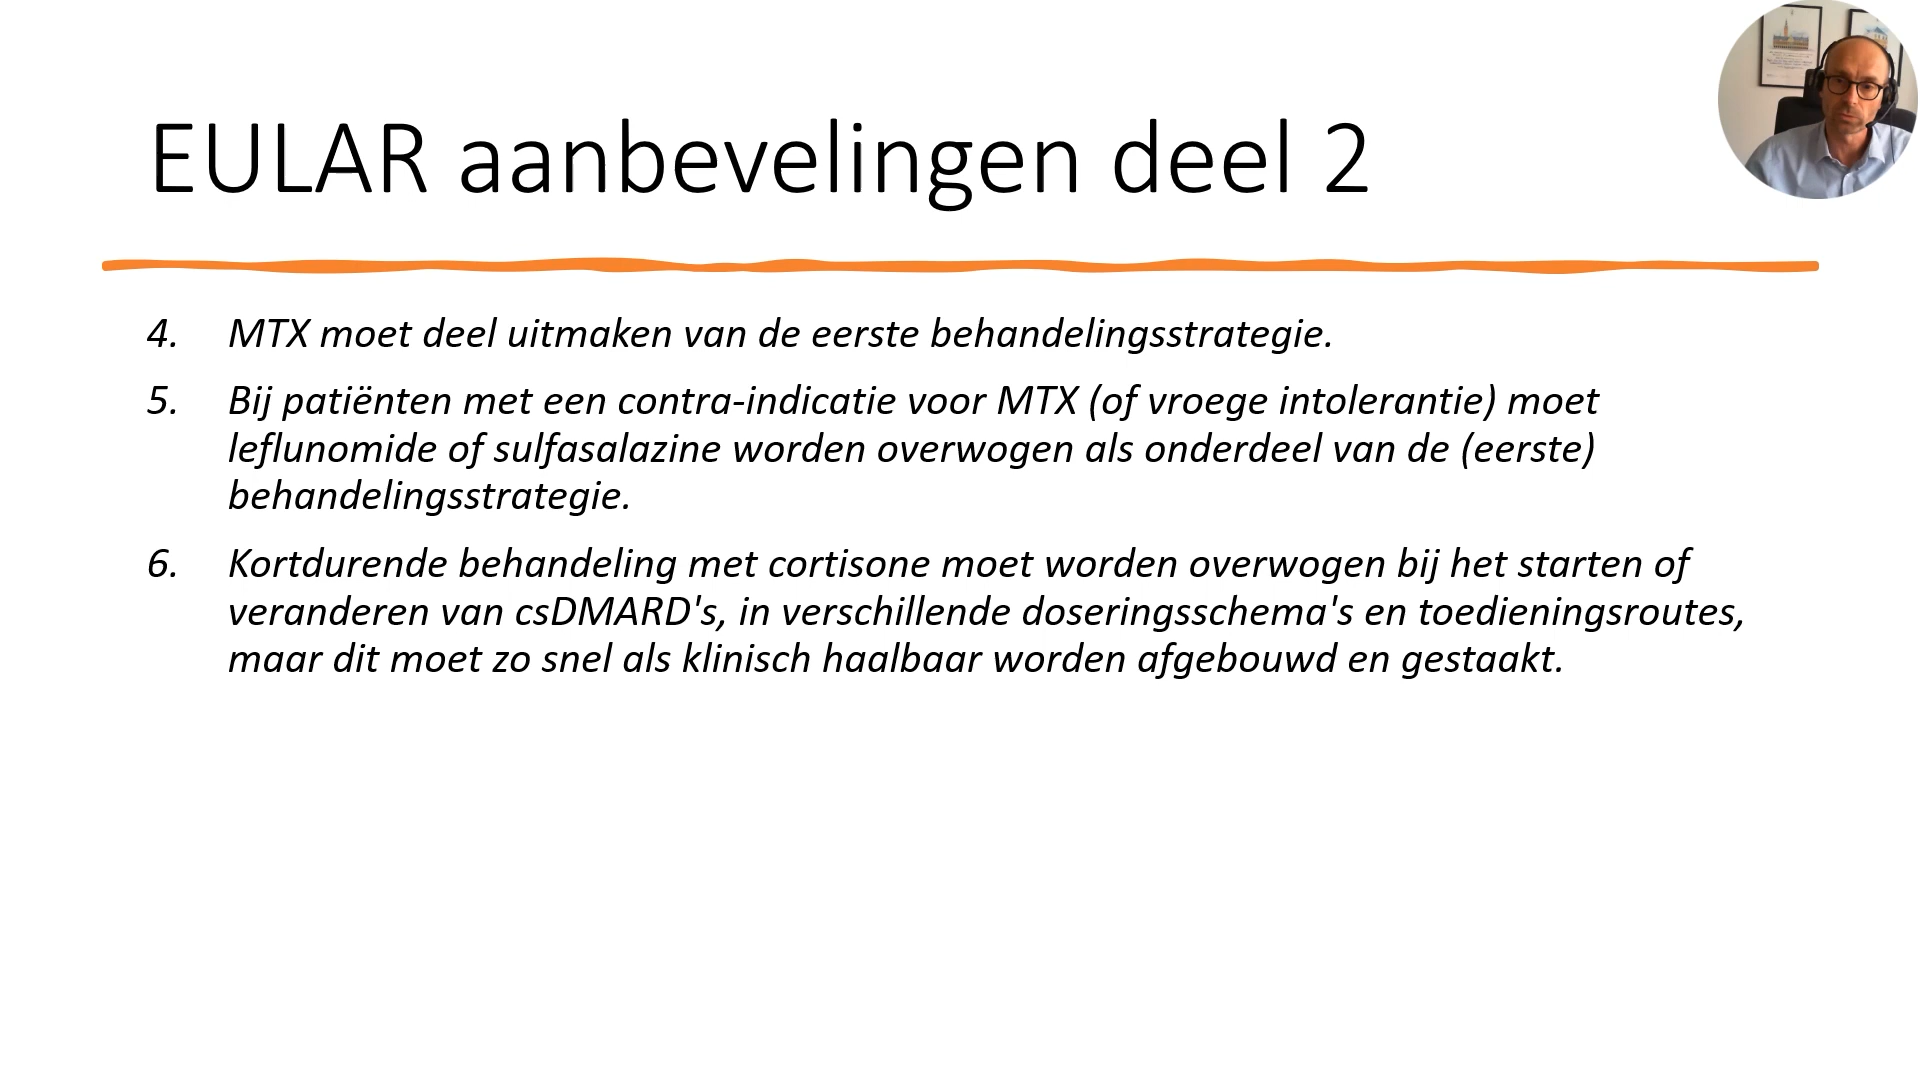 EULAR aanbevelingen deel 2
4. MTX moet deel uitmaken van de eerste behandelingsstrategie.
5. Bij patiënten met een contra-indicatie voor MTX (of vroege intolerantie) moet
leflunomide of sulfasalazine worden overwogen als onderdeel van de (eerste)
behandelingsstrategie.
6. Kortdurende behandeling met cortisone moet worden overwogen bij het starten of
veranderen van csDMARD's, in verschillende doseringsschema's en toedieningsroutes,
maar dit moet zo snel als klinisch haalbaar worden afgebouwd en gestaakt.